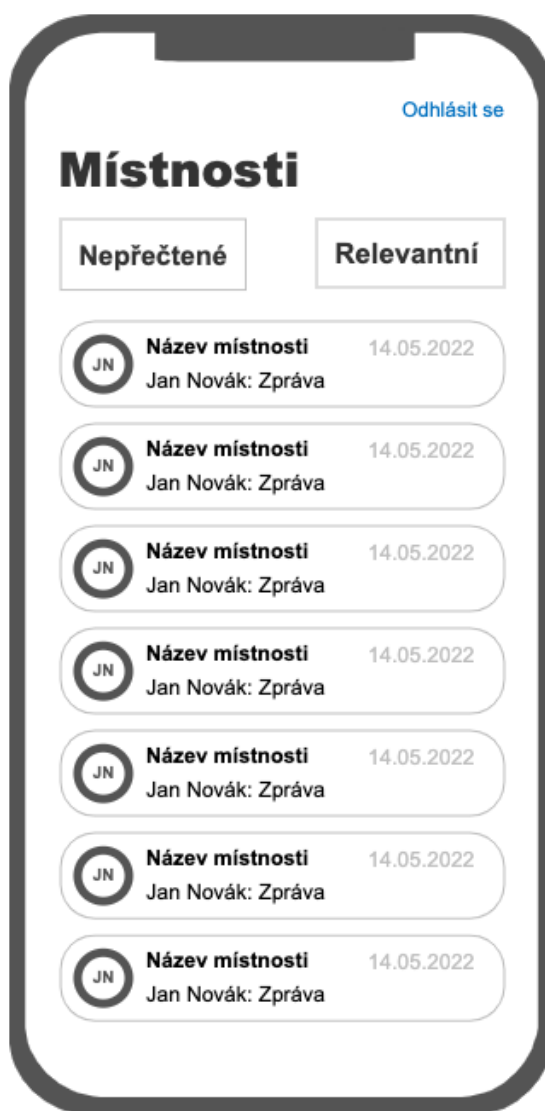 Odhlásit se
Místnosti
Nepřečtené
Relevantní
JN
Název místnosti
14.05.2022
Jan Novák: Zpráva
JN
Název místnosti
14.05.2022
Jan Novák: Zpráva
JN
Název místnosti
14.05.2022
Jan Novák: Zpráva
JN
Název místnosti
14.05.2022
Jan Novák: Zpráva
JN
Název místnosti
14.05.2022
Jan Novák: Zpráva
JN
Název místnosti
14.05.2022
Jan Novák: Zpráva
JN
Název místnosti
14.05.2022
Jan Novák: Zpráva